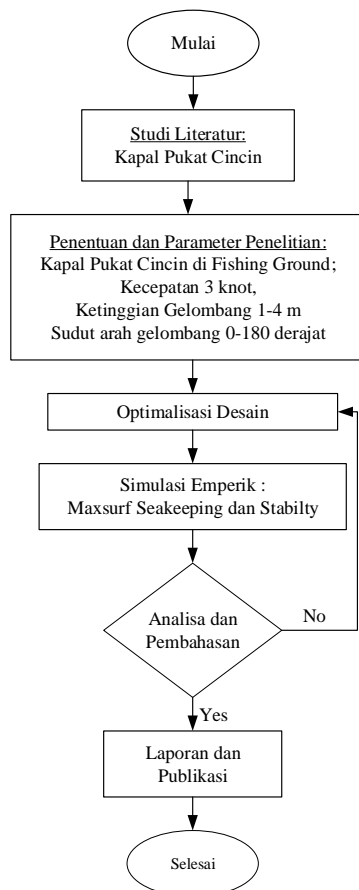 Mulai
Studi Literatur:
Kapal Pukat Cincin
Penentuan dan Parameter Penelitian:
Kapal Pukat Cincin di Fishing Ground;
Kecepatan 3 knot,
Ketinggian Gelombang 1-4 m
Sudut arah gelombang 0-180 derajat
Optimalisasi Desain
Simulasi Emperik :
Maxsurf Seakeeping dan Stabilty
Analisa dan
Pembahasan
No
Yes
Laporan dan
Publikasi
Selesai